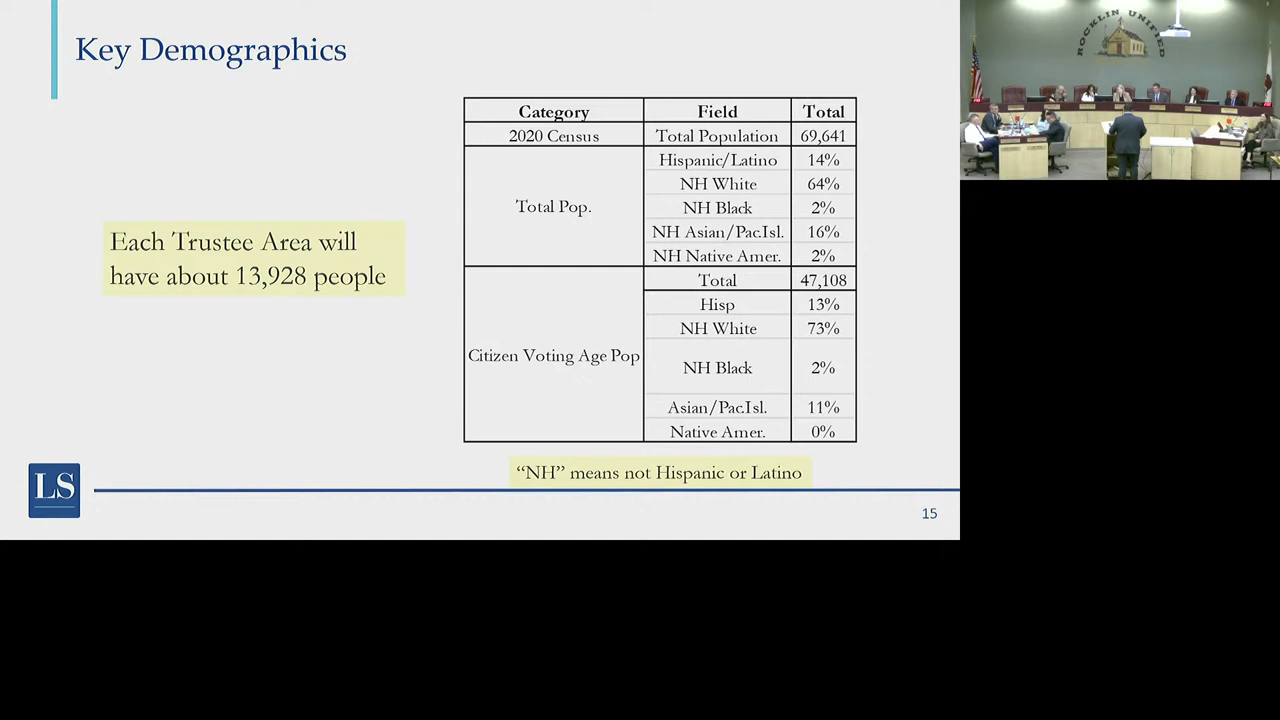 Key Demographics
Each Trustee Area will
have about 13,928 people
Category Field Total
2020 Census Total Population 69,641
Total Pop.
Hispanic/Latino 14%
NH White 64%
NH Black 2%
NH Asian/Pac.Isl. 16%
NH Native Amer. 2%
Citizen Voting Age Pop
Total 47,108
Hisp 13%
NH White 73%
NH Black 2%
Asian/Pac.Isl. 11%
Native Amer. 0%
“NH” means not Hispanic or Latino
LS
15
ROCKLIN UNIFIED